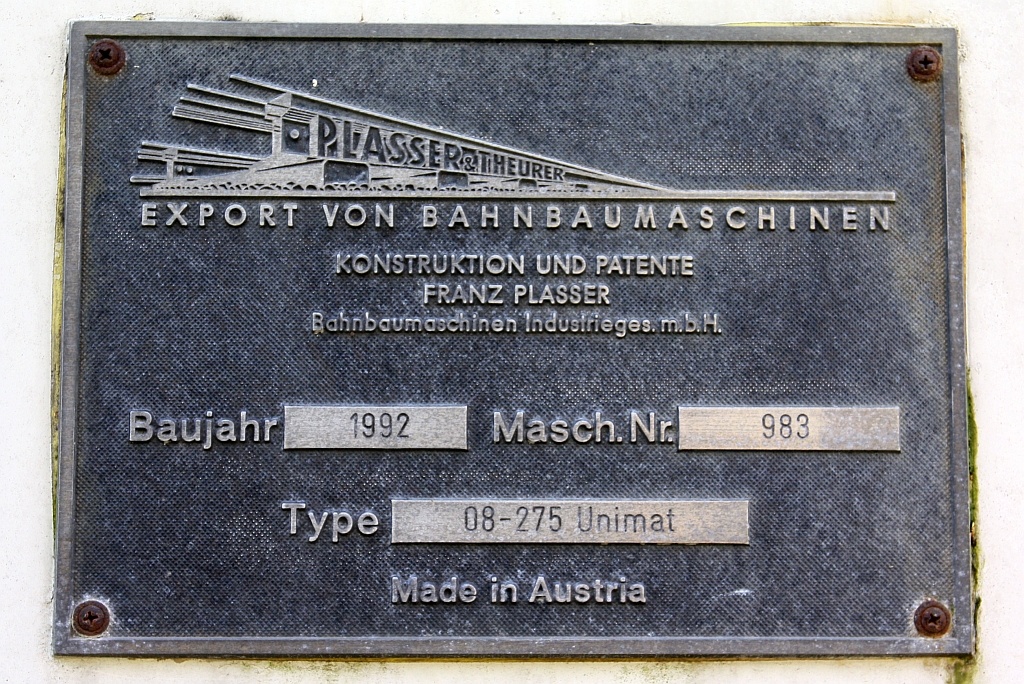 PLASSER & THEURER
EXPORT VON BAHNBAUMASCHINEN
KONSTRUKTION UND PATENTE
FRANZ PLASSER
Bahnbaumaschinen Industrieges. m.b.H.
Baujahr 1992 Masch. Nr. 983
Type 08-275 Unimat
Made in Austria